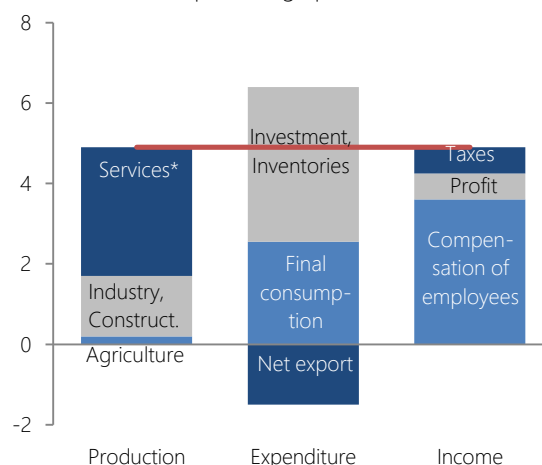 8
6
4
2
0
-2
Services*
Industry,
Construct.
Agriculture
Investment,
Inventories
Final
consump-
tion
Net export
Taxes
Profit
Compen-
sation of
employees
Production
Expenditure
Income